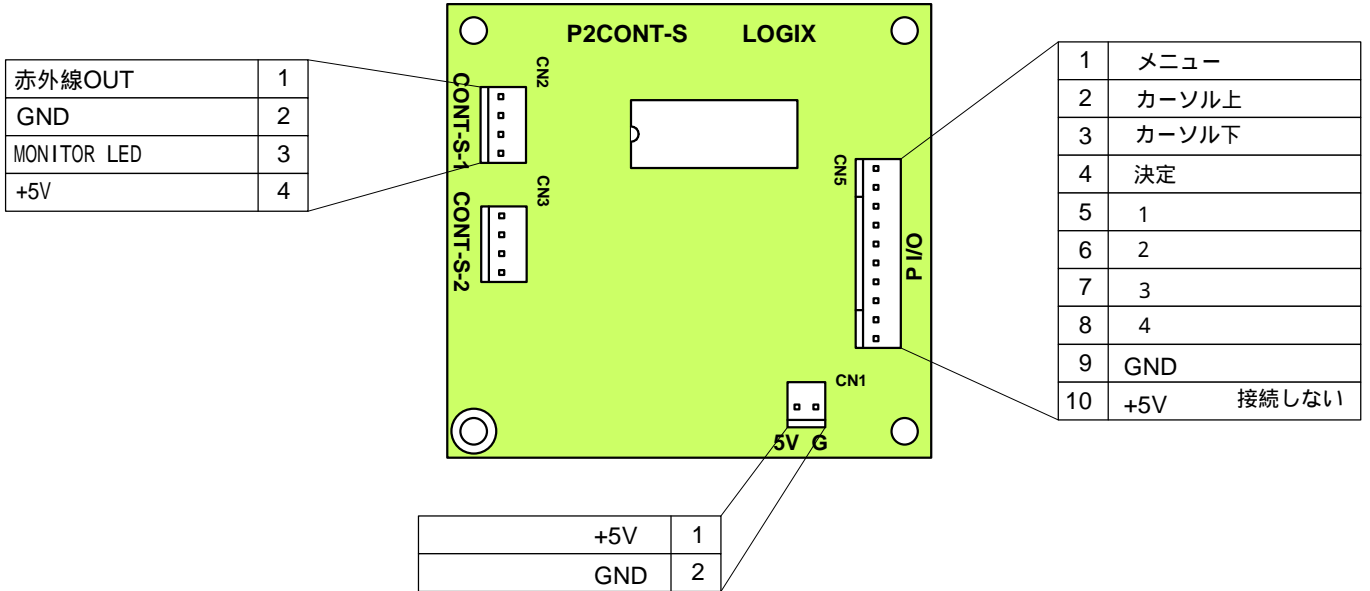 P2CONT-S LOGIX
赤外線OUT 1
GND 2
MONITOR LED 3
+5V 4
CN2
CONT-S-1
CN3
CONT-S-2
CN5
P I/O
1 メニュー
2 カーソル上
3 カーソル下
4 決定
5 1
6 2
7 3
8 4
9 GND
10 +5V 接続しない
CN1
5V G
+5V 1
GND 2